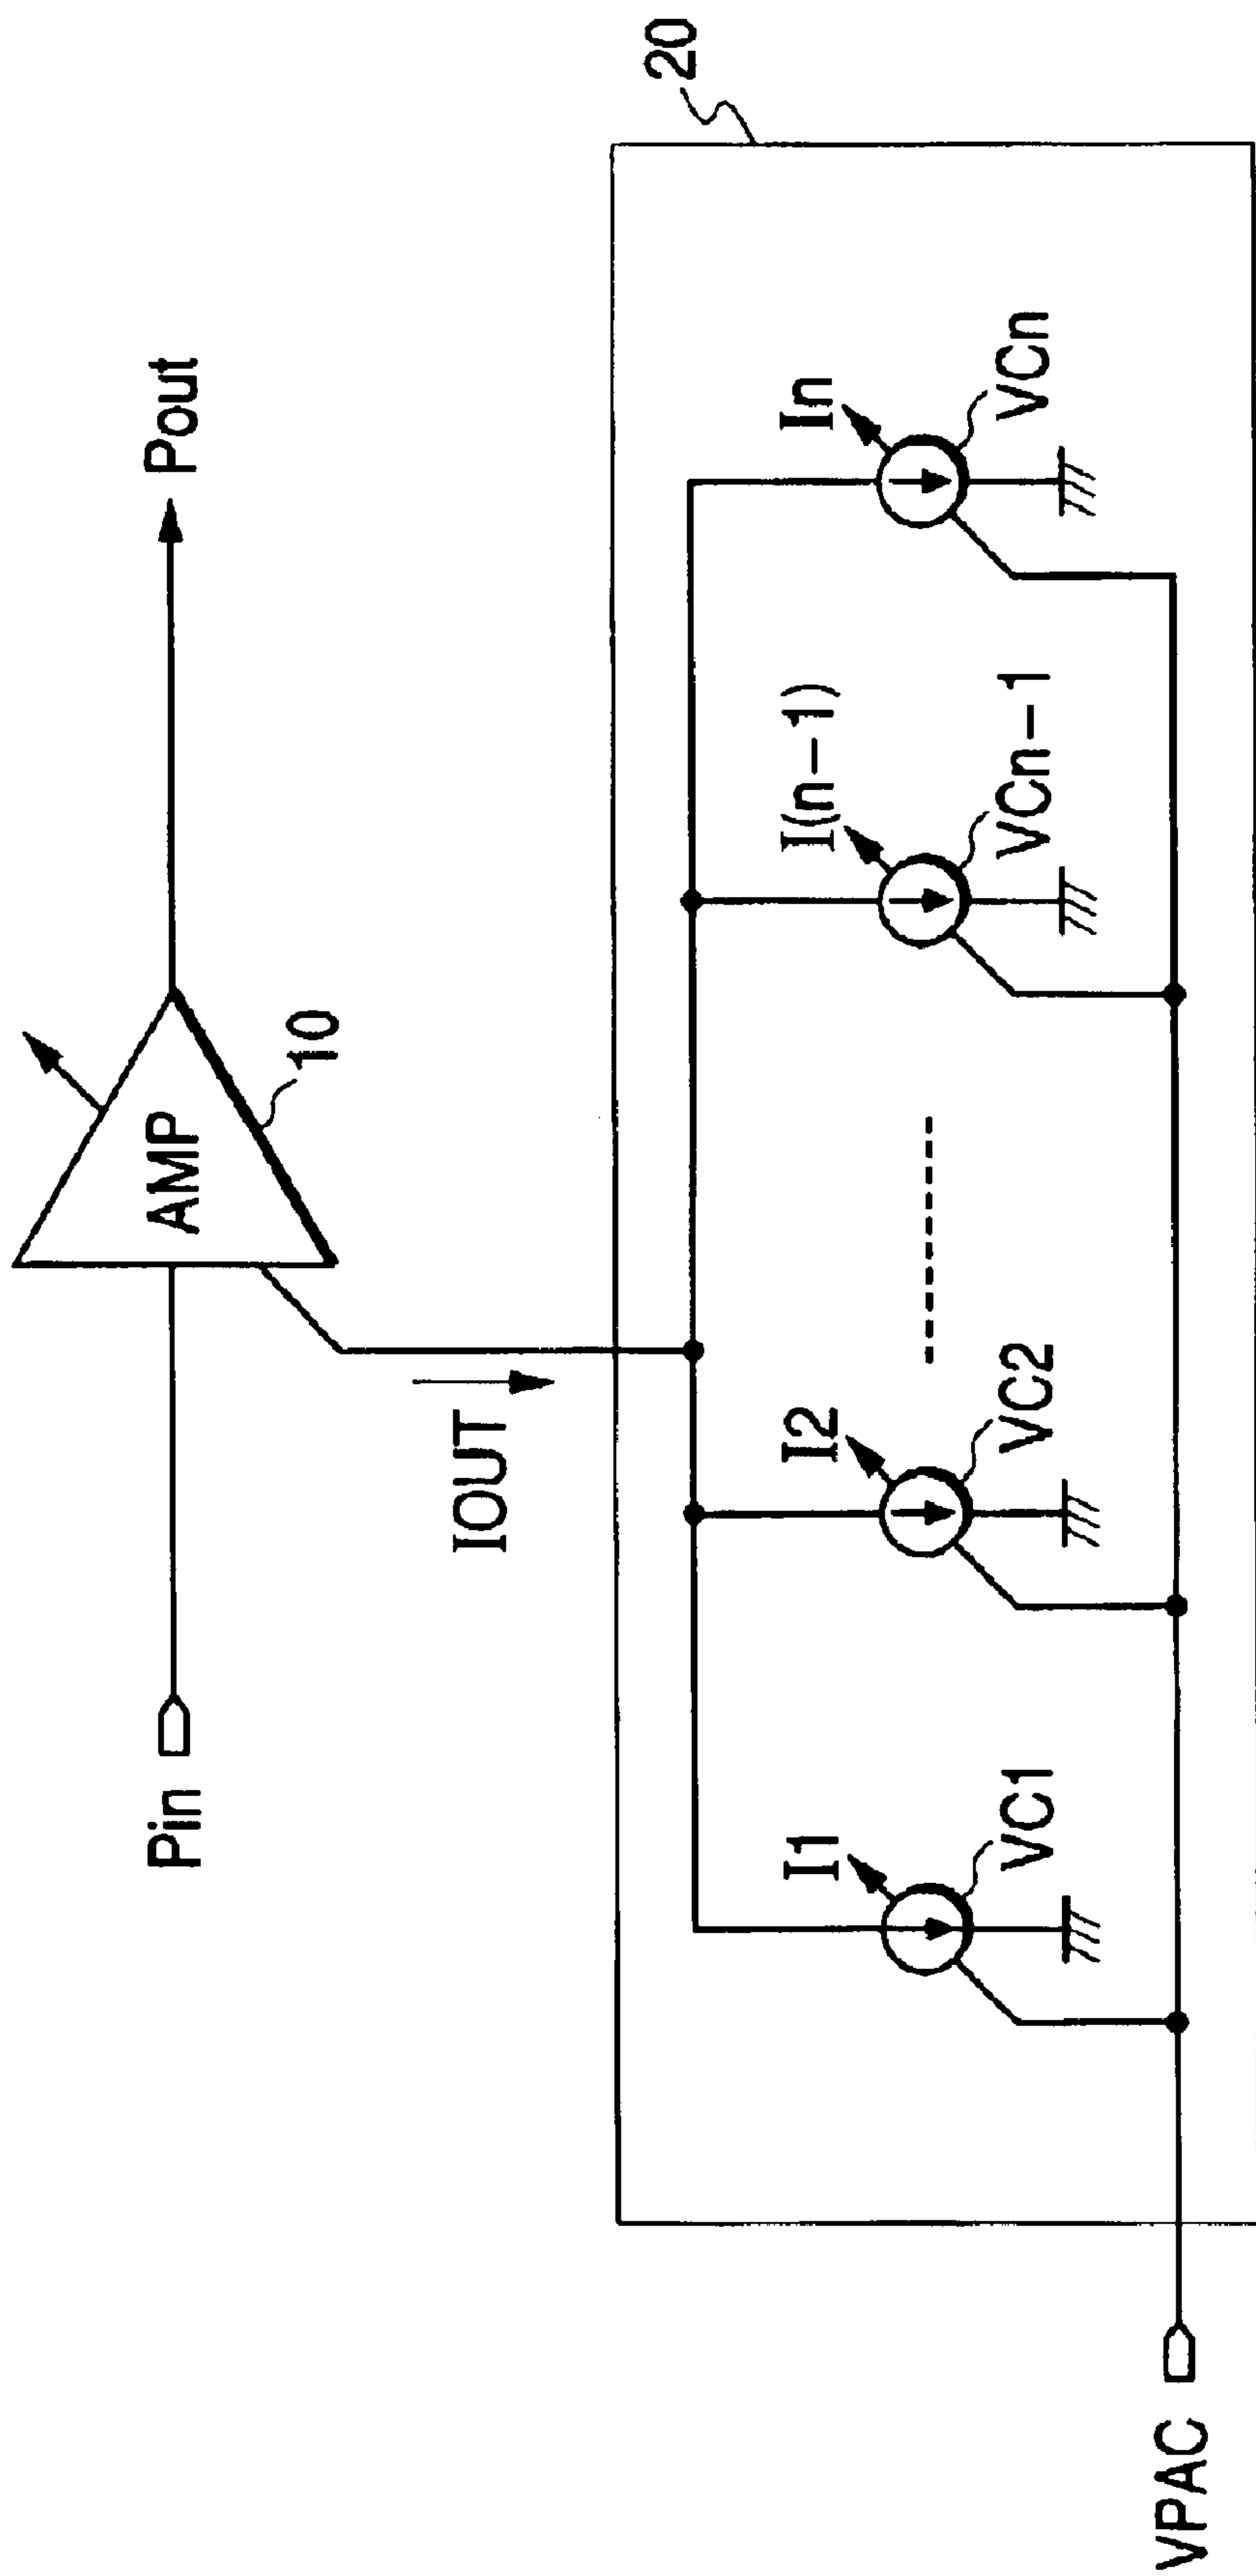 Pin
AMP
Pout
10
IOUT
20
I1
I2
I(n-1)
In
VC1
VC2
VCn-1
VCn
VPAC